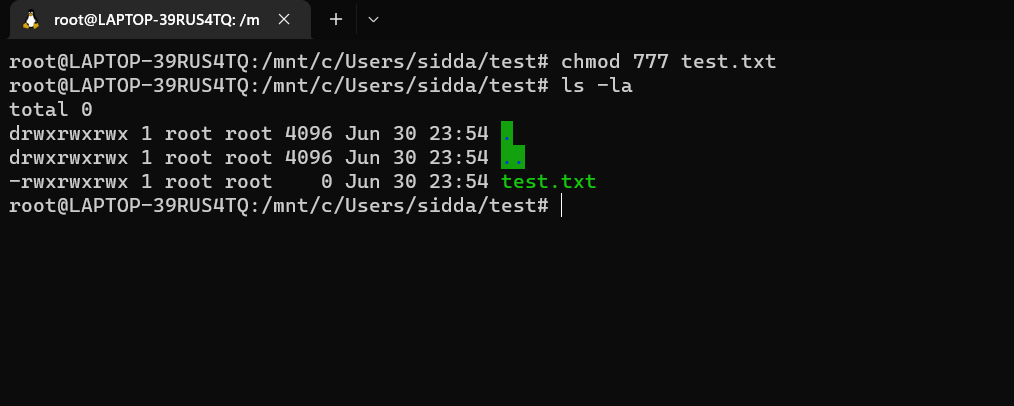 root@LAPTOP-39RUS4TQ: /m
root@LAPTOP-39RUS4TQ:/mnt/c/Users/sidda/test# chmod 777 test.txt
root@LAPTOP-39RUS4TQ:/mnt/c/Users/sidda/test# ls -la
total 0
drwxrwxrwx 1 root root 4096 Jun 30 23:54 .
drwxrwxrwx 1 root root 4096 Jun 30 23:54 ..
-rwxrwxrwx 1 root root    0 Jun 30 23:54 test.txt
root@LAPTOP-39RUS4TQ:/mnt/c/Users/sidda/test#